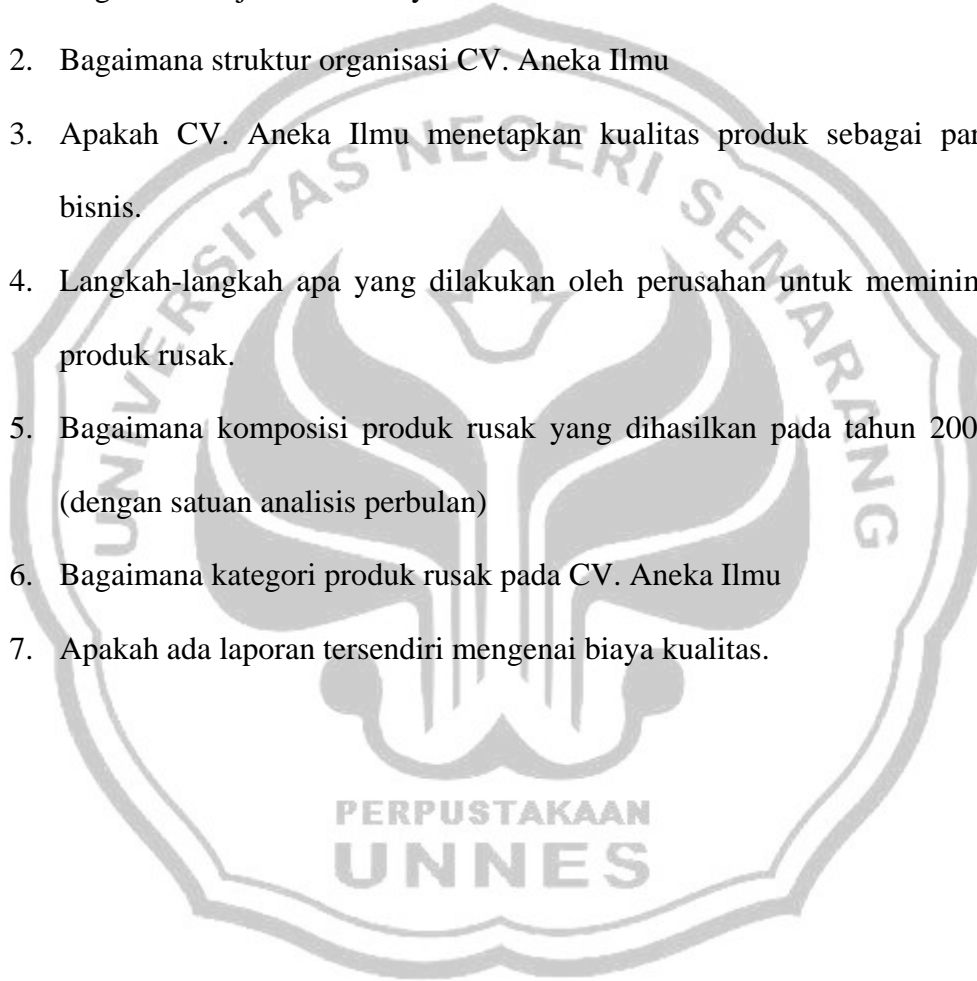 2. Bagaimana struktur organisasi CV. Aneka Ilmu
3. Apakah CV. Aneka Ilmu menetapkan kualitas produk sebagai
bisnis.
4. Langkah-langkah apa yang dilakukan oleh perusahan untuk
produk rusak.
5. Bagaimana komposisi produk rusak yang dihasilkan pada tahun
(dengan satuan analisis perbulan)
6. Bagaimana kategori produk rusak pada CV. Aneka Ilmu
7. Apakah ada laporan tersendiri mengenai biaya kualitas.
UNIVERSITAS NEGERI SEMARANG
PERPUSTAKAAN
UNNES